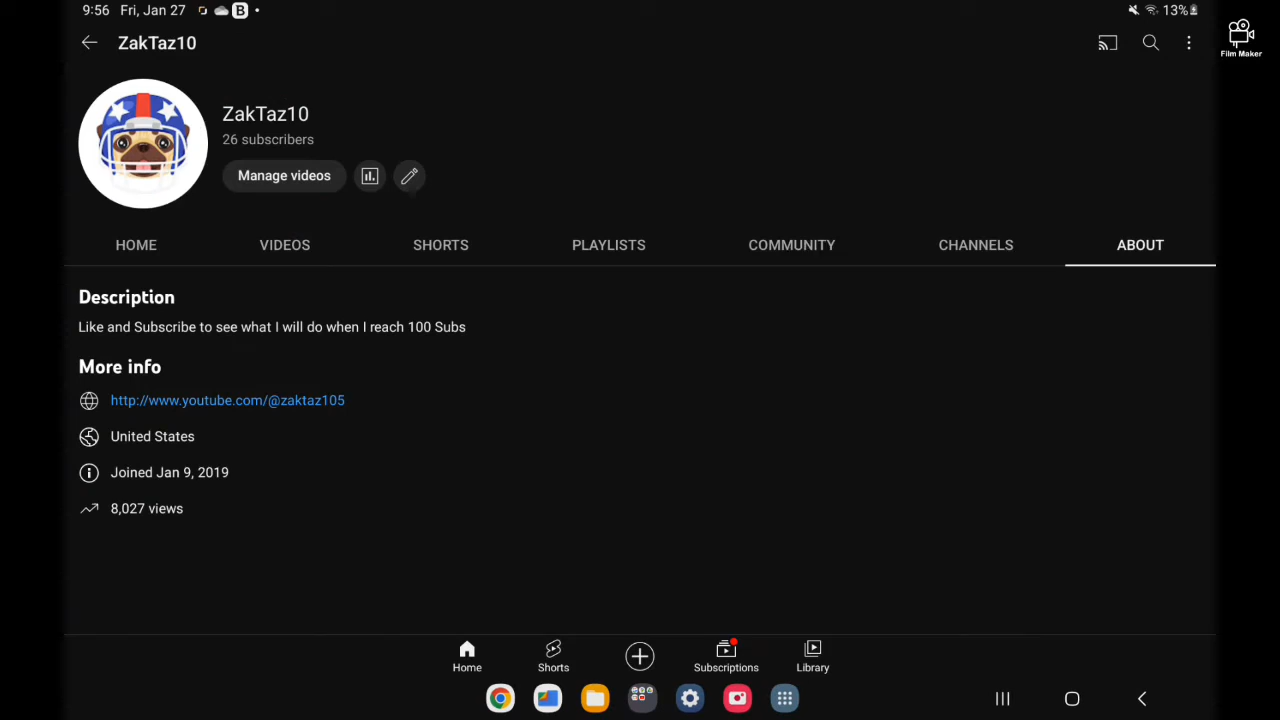 9:56 Fri, Jan 27 B
13%
Film Maker
ZakTaz10
ZakTaz10
26 subscribers
Manage videos
HOME VIDEOS SHORTS PLAYLISTS COMMUNITY CHANNELS ABOUT
Description
Like and Subscribe to see what I will do when I reach 100 Subs
More info
http://www.youtube.com/@zaktaz105
United States
Joined Jan 9, 2019
8,027 views
Home Shorts Subscriptions Library